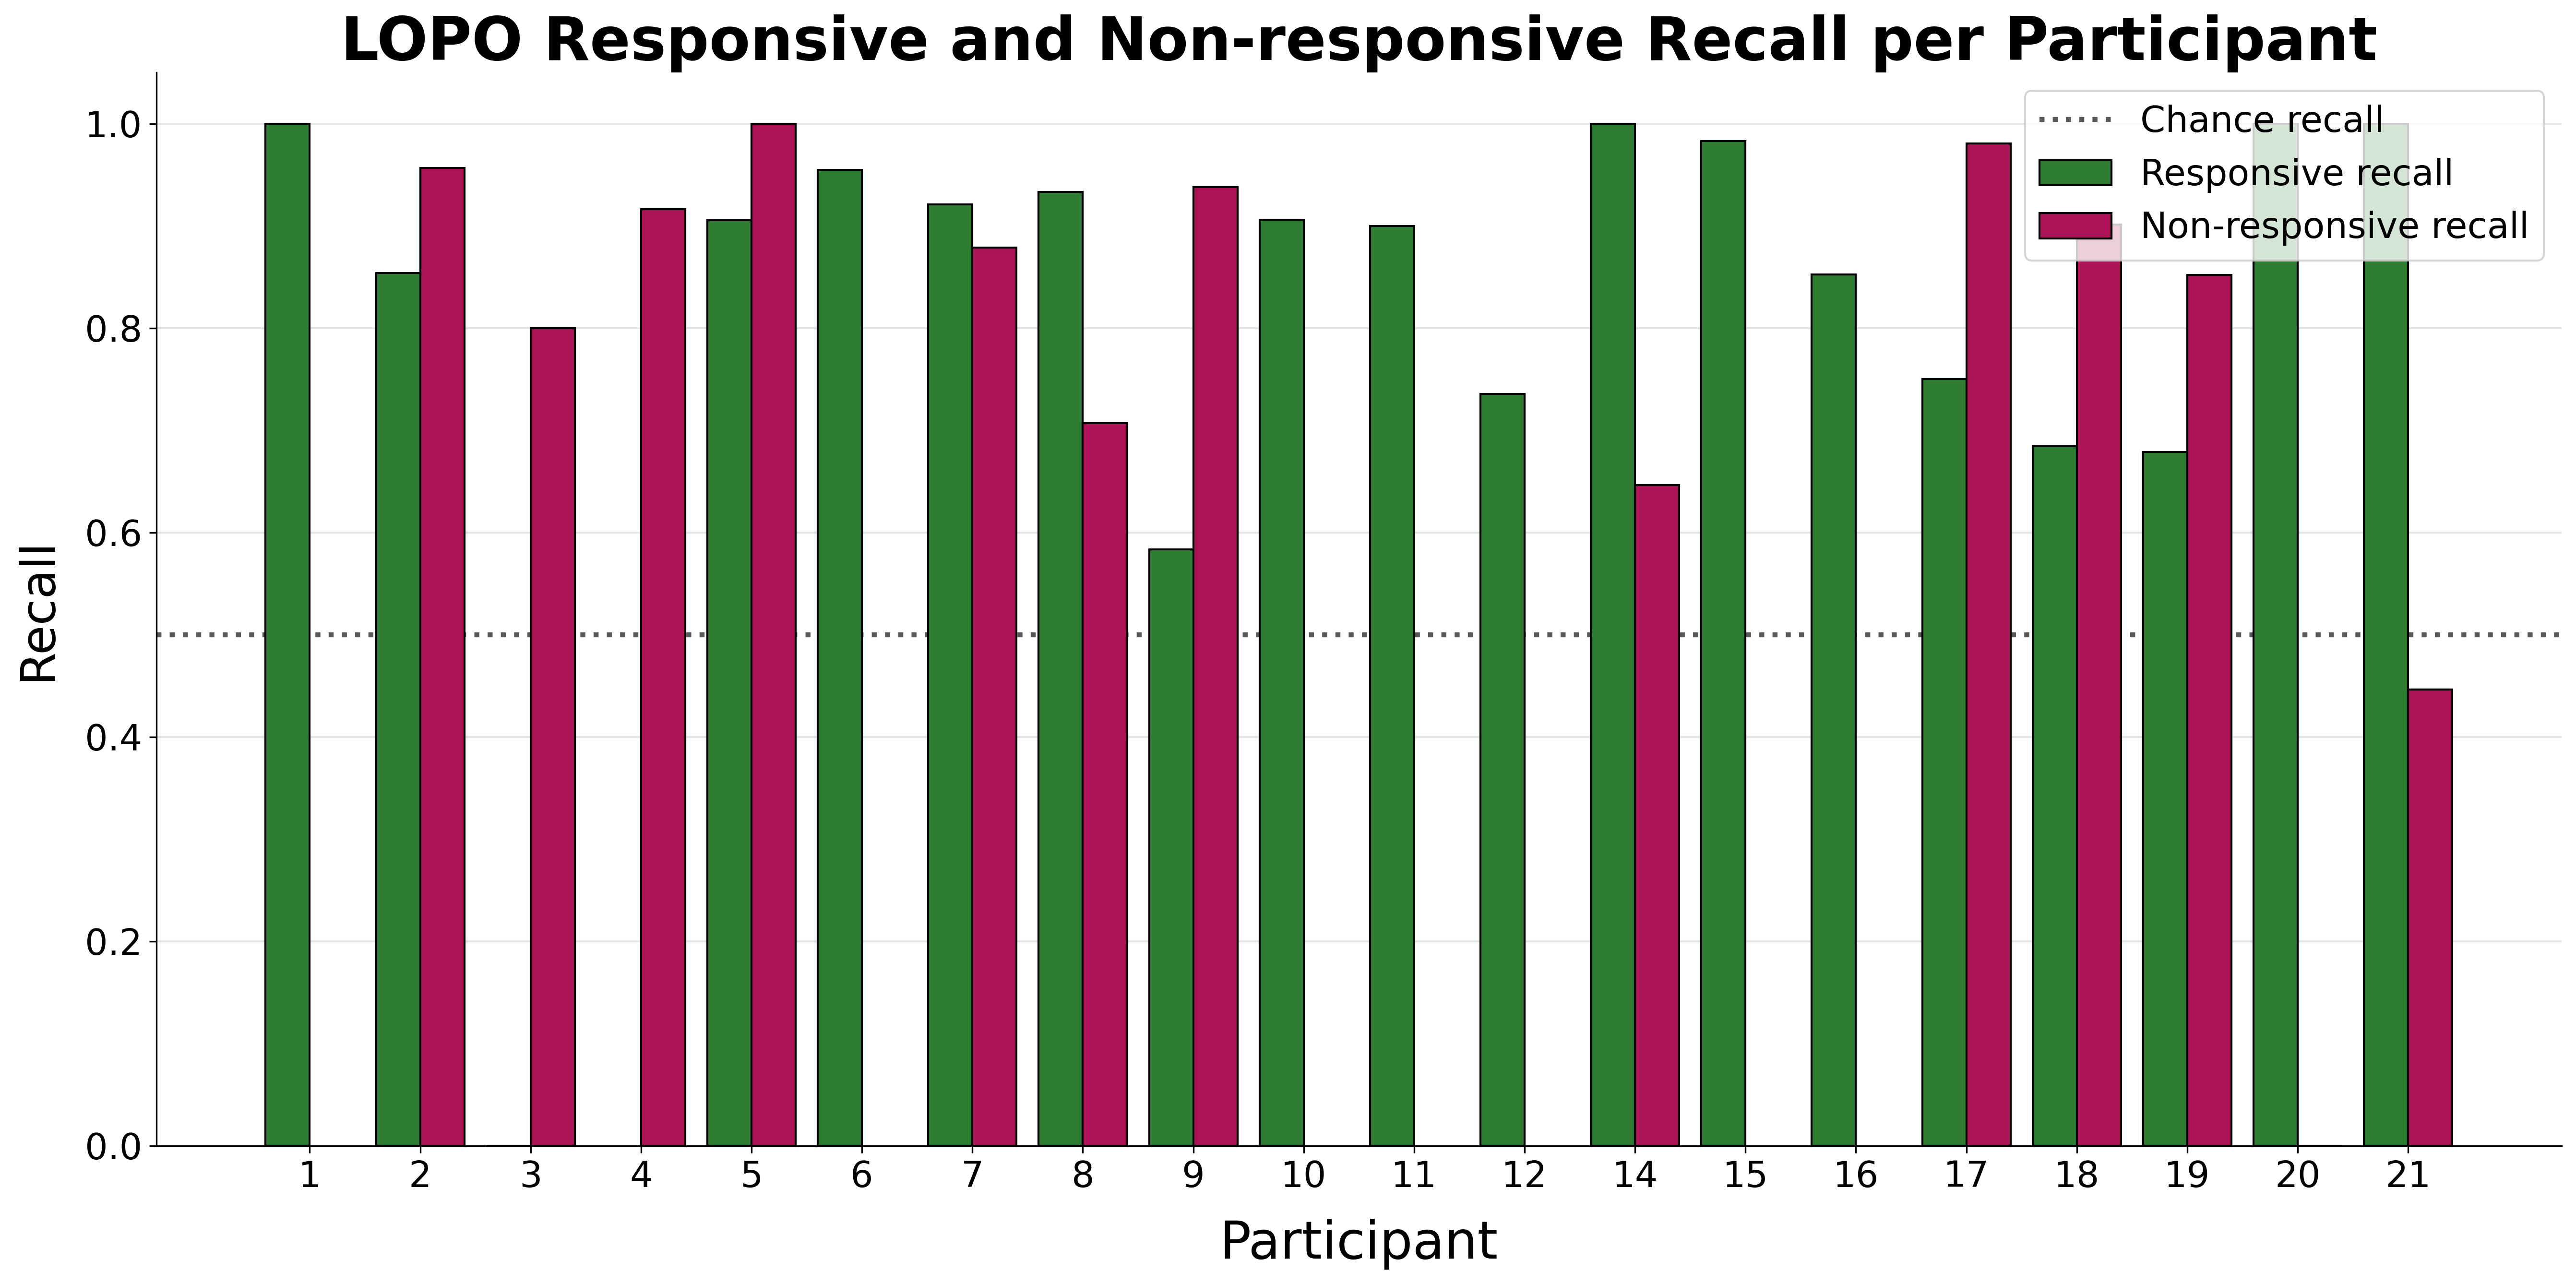 LOPO Responsive and Non-responsive Recall per Participant
Chance recall
Responsive recall
Non-responsive recall
1.0
0.8
0.6
0.4
0.2
0.0
Recall
1 2 3 4 5 6 7 8 9 10 11 12 14 15 16 17 18 19 20 21
Participant